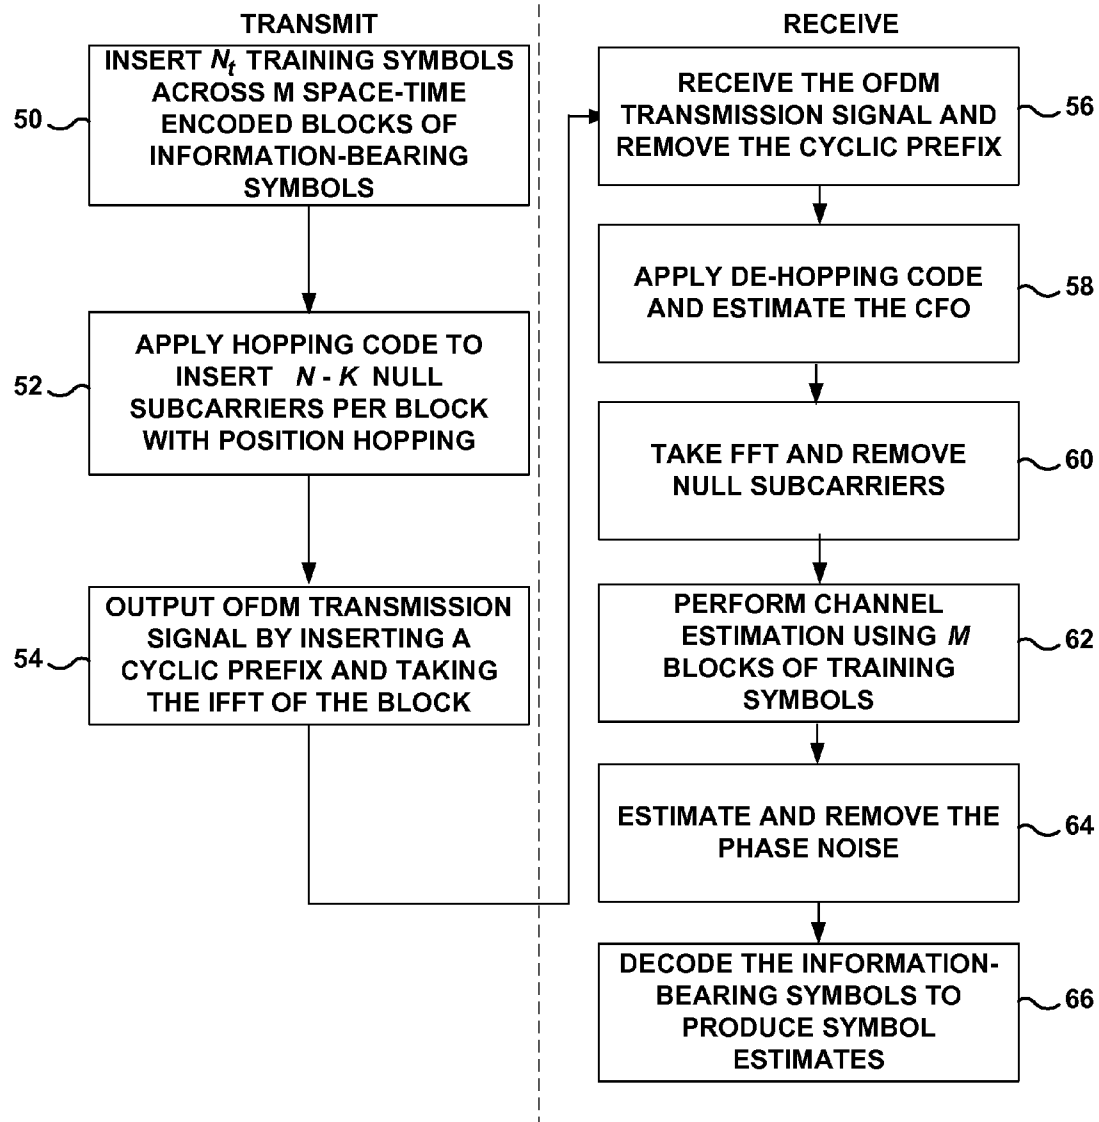 TRANSMIT
INSERT Nt TRAINING SYMBOLS
ACROSS M SPACE-TIME
ENCODED BLOCKS OF
INFORMATION-BEARING
SYMBOLS
50
APPLY HOPPING CODE TO
INSERT N - K NULL
SUBCARRIERS PER BLOCK
WITH POSITION HOPPING
52
OUTPUT OFDM TRANSMISSION
SIGNAL BY INSERTING A
CYCLIC PREFIX AND TAKING
THE IFFT OF THE BLOCK
54
RECEIVE
RECEIVE THE OFDM
TRANSMISSION SIGNAL AND
REMOVE THE CYCLIC PREFIX
56
APPLY DE-HOPPING CODE
AND ESTIMATE THE CFO
58
TAKE FFT AND REMOVE
NULL SUBCARRIERS
60
PERFORM CHANNEL
ESTIMATION USING M
BLOCKS OF TRAINING
SYMBOLS
62
ESTIMATE AND REMOVE THE
PHASE NOISE
64
DECODE THE INFORMATION-
BEARING SYMBOLS TO
PRODUCE SYMBOL
ESTIMATES
66